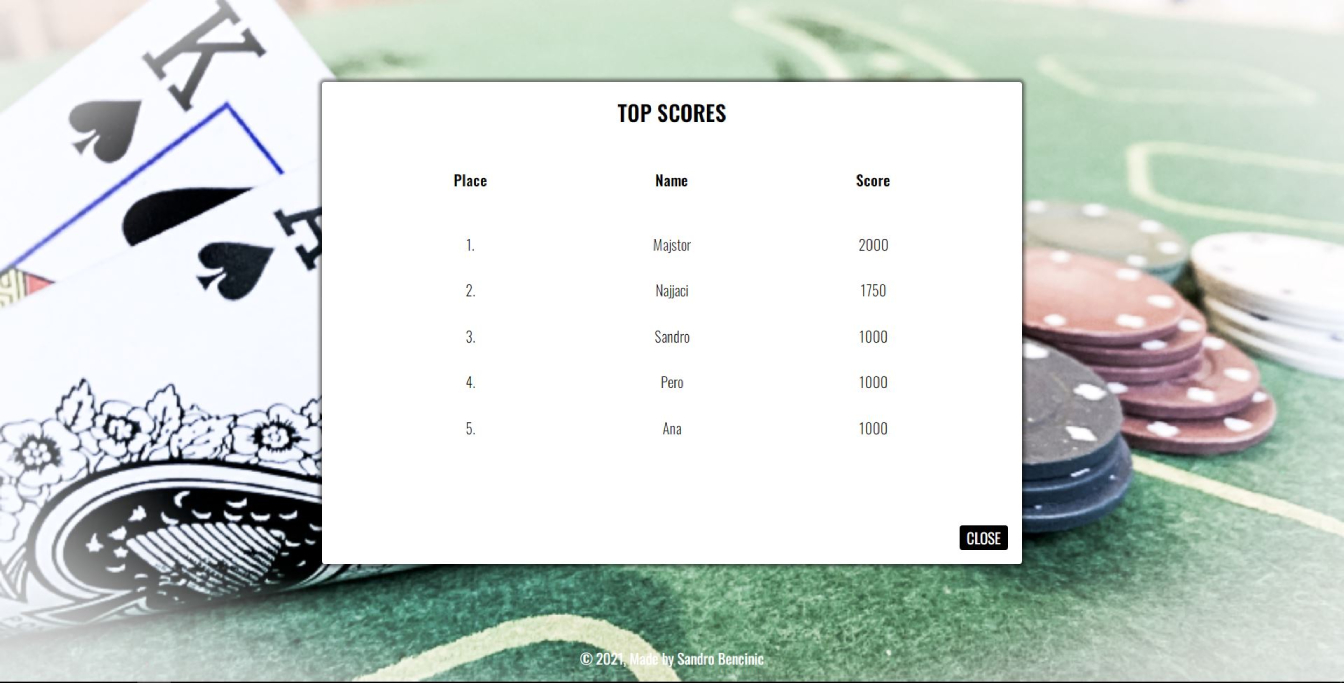 K
TOP SCORES
Place Name Score
1. Majstor 2000
2. Najjaci 1750
3. Sandro 1000
4. Pero 1000
5. Ana 1000
CLOSE
© 2021, Made by Sandro Bencinic